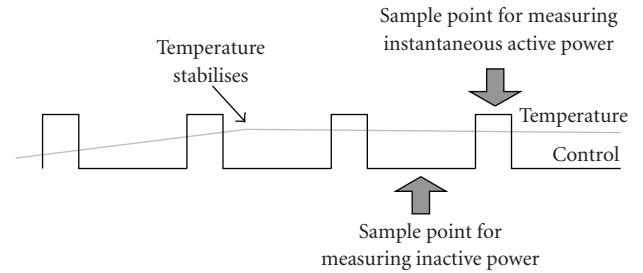 Sample point for measuring
instantaneous active power
Temperature
stabilises
Temperature
Control
Sample point for
measuring inactive power